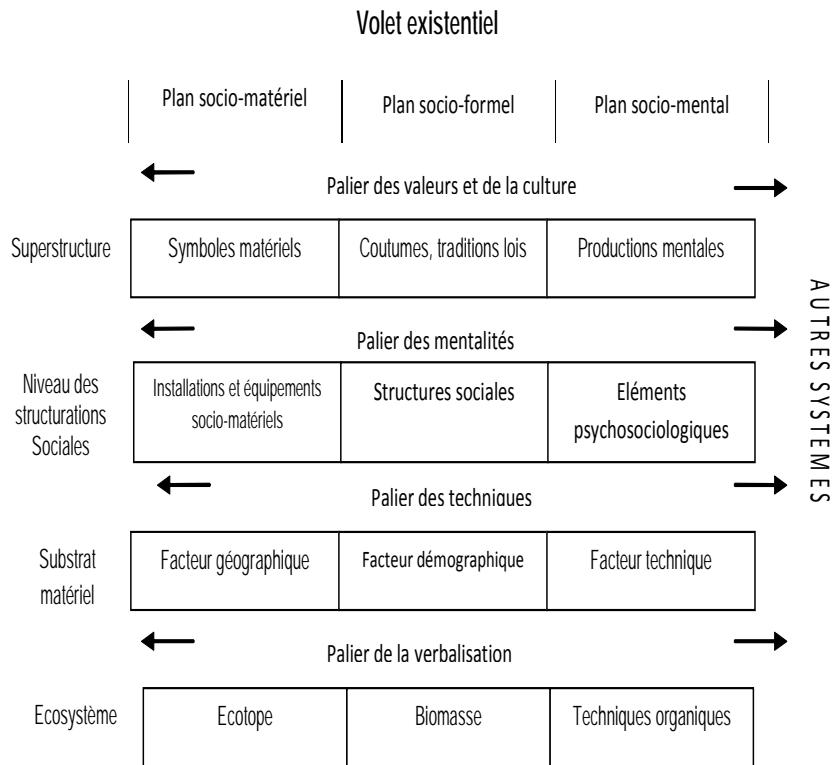 Volet existentiel
Plan socio-matériel Plan socio-formel Plan socio-mental
Palier des valeurs et de la culture
Superstructure Symboles matériels Coutumes, traditions lois Productions mentales
Palier des mentalités
Niveau des
structurations
Sociales
Installations et équipements
socio-matériels
Structures sociales
Eléments
psychosociologiques
Palier des techniques
Substrat
matériel
Facteur géographique Facteur démographique Facteur technique
Palier de la verbalisation
Ecosystème Ecotope Biomasse Techniques organiques
AUTRES SYSTEMES